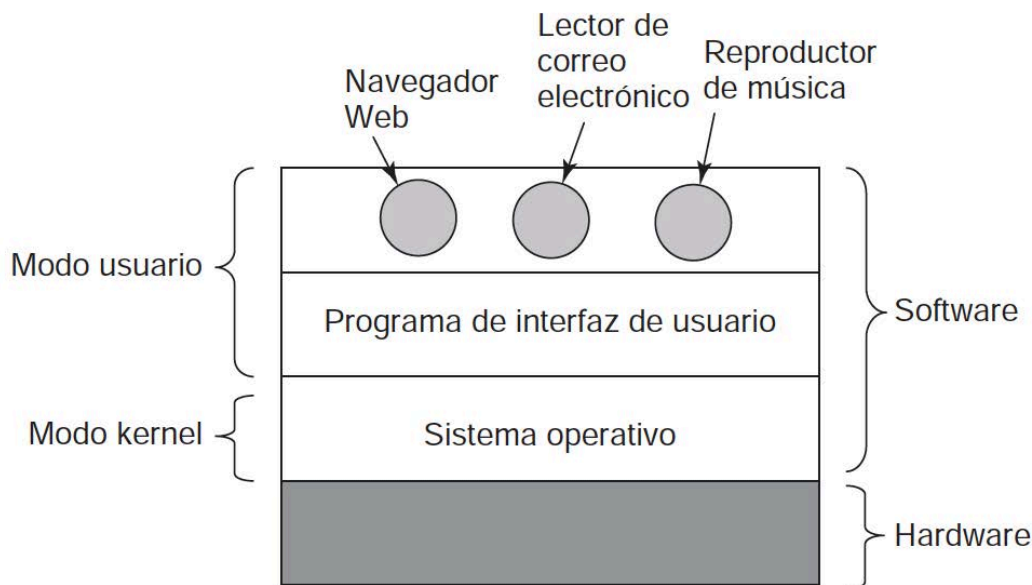 Navegador
Web
Lector de
correo
electrónico
Reproductor
de música
Modo usuario
Programa de interfaz de usuario
Software
Modo kernel
Sistema operativo
Hardware